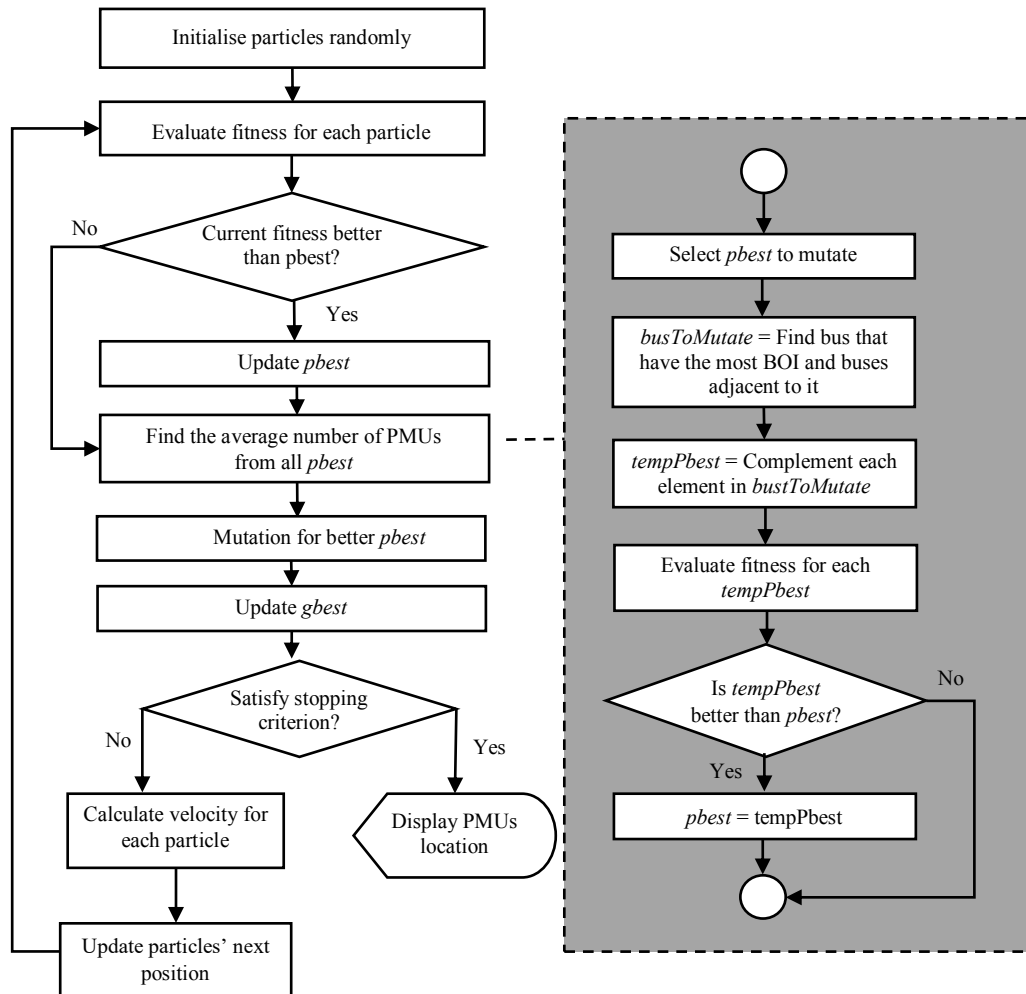 Initialise particles randomly
Evaluate fitness for each particle
No
Current fitness better
than pbest?
Yes
Update pbest
Find the average number of PMUs
from all pbest
Mutation for better pbest
Update gbest
Satisfy stopping
criterion?
No
Yes
Calculate velocity for
each particle
Display PMUs
location
Update particles’ next
position
Select pbest to mutate
busToMutate = Find bus that
have the most BOI and buses
adjacent to it
tempPbest = Complement each
element in bustToMutate
Evaluate fitness for each
tempPbest
Is tempPbest
better than pbest?
No
Yes
pbest = tempPbest